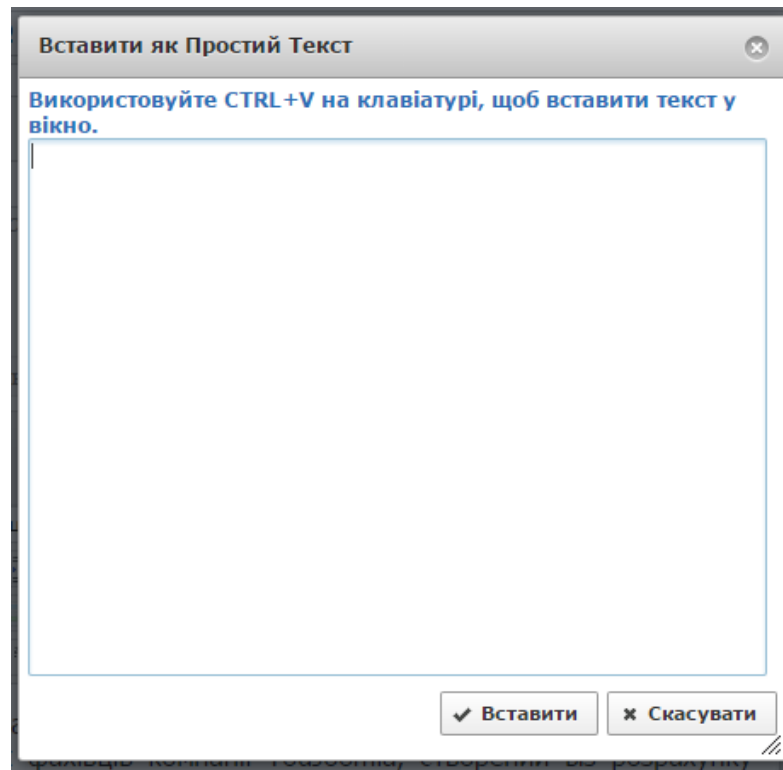 Вставити як Простий Текст
Використовуйте CTRL+V на клавіатурі, щоб вставити текст у
вікно.
Вставити
Скасувати